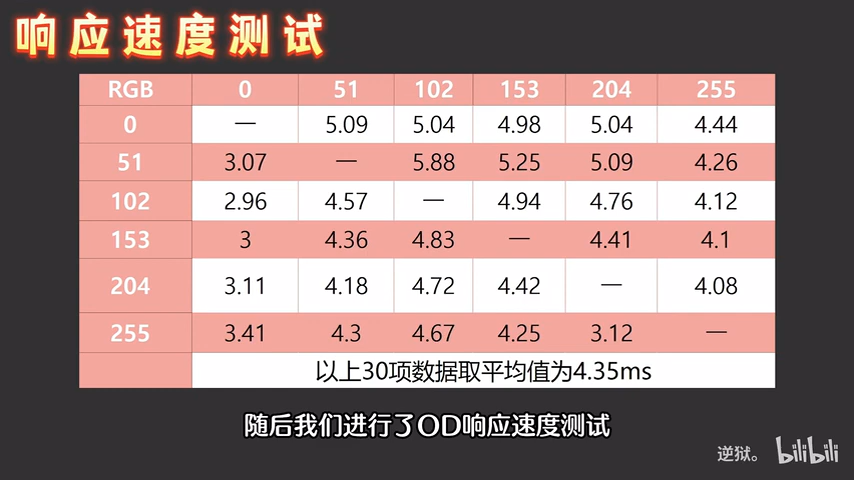 响应速度测试
RGB 0 51 102 153 204 255
0 — 5.09 5.04 4.98 5.04 4.44
51 3.07 — 5.88 5.25 5.09 4.26
102 2.96 4.57 — 4.94 4.76 4.12
153 3 4.36 4.83 — 4.41 4.1
204 3.11 4.18 4.72 4.42 — 4.08
255 3.41 4.3 4.67 4.25 3.12 —
以上30项数据取平均值为4.35ms
随后我们进行了OD响应速度测试
逆狱。 bilibili